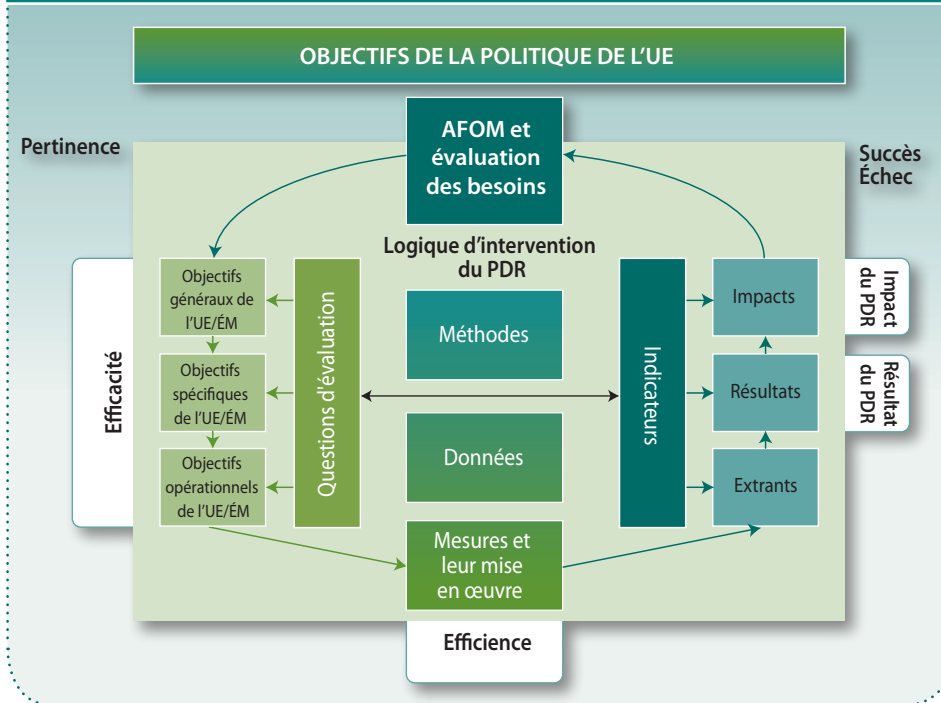 OBJECTIFS DE LA POLITIQUE DE L'UE
Pertinence
AFOM et
évaluation
des besoins
Succès
Échec
Logique d'intervention
du PDR
Efficacité
Objectifs
généraux de
l'UE/ÉM
Objectifs
spécifiques
de l'UE/ÉM
Objectifs
opérationnels
de l'UE/ÉM
Questions d'évaluation
Méthodes
Données
Mesures et
leur mise
en œuvre
Indicateurs
Impacts
Résultats
Extrants
Impact
du PDR
Résultat
du PDR
Efficience